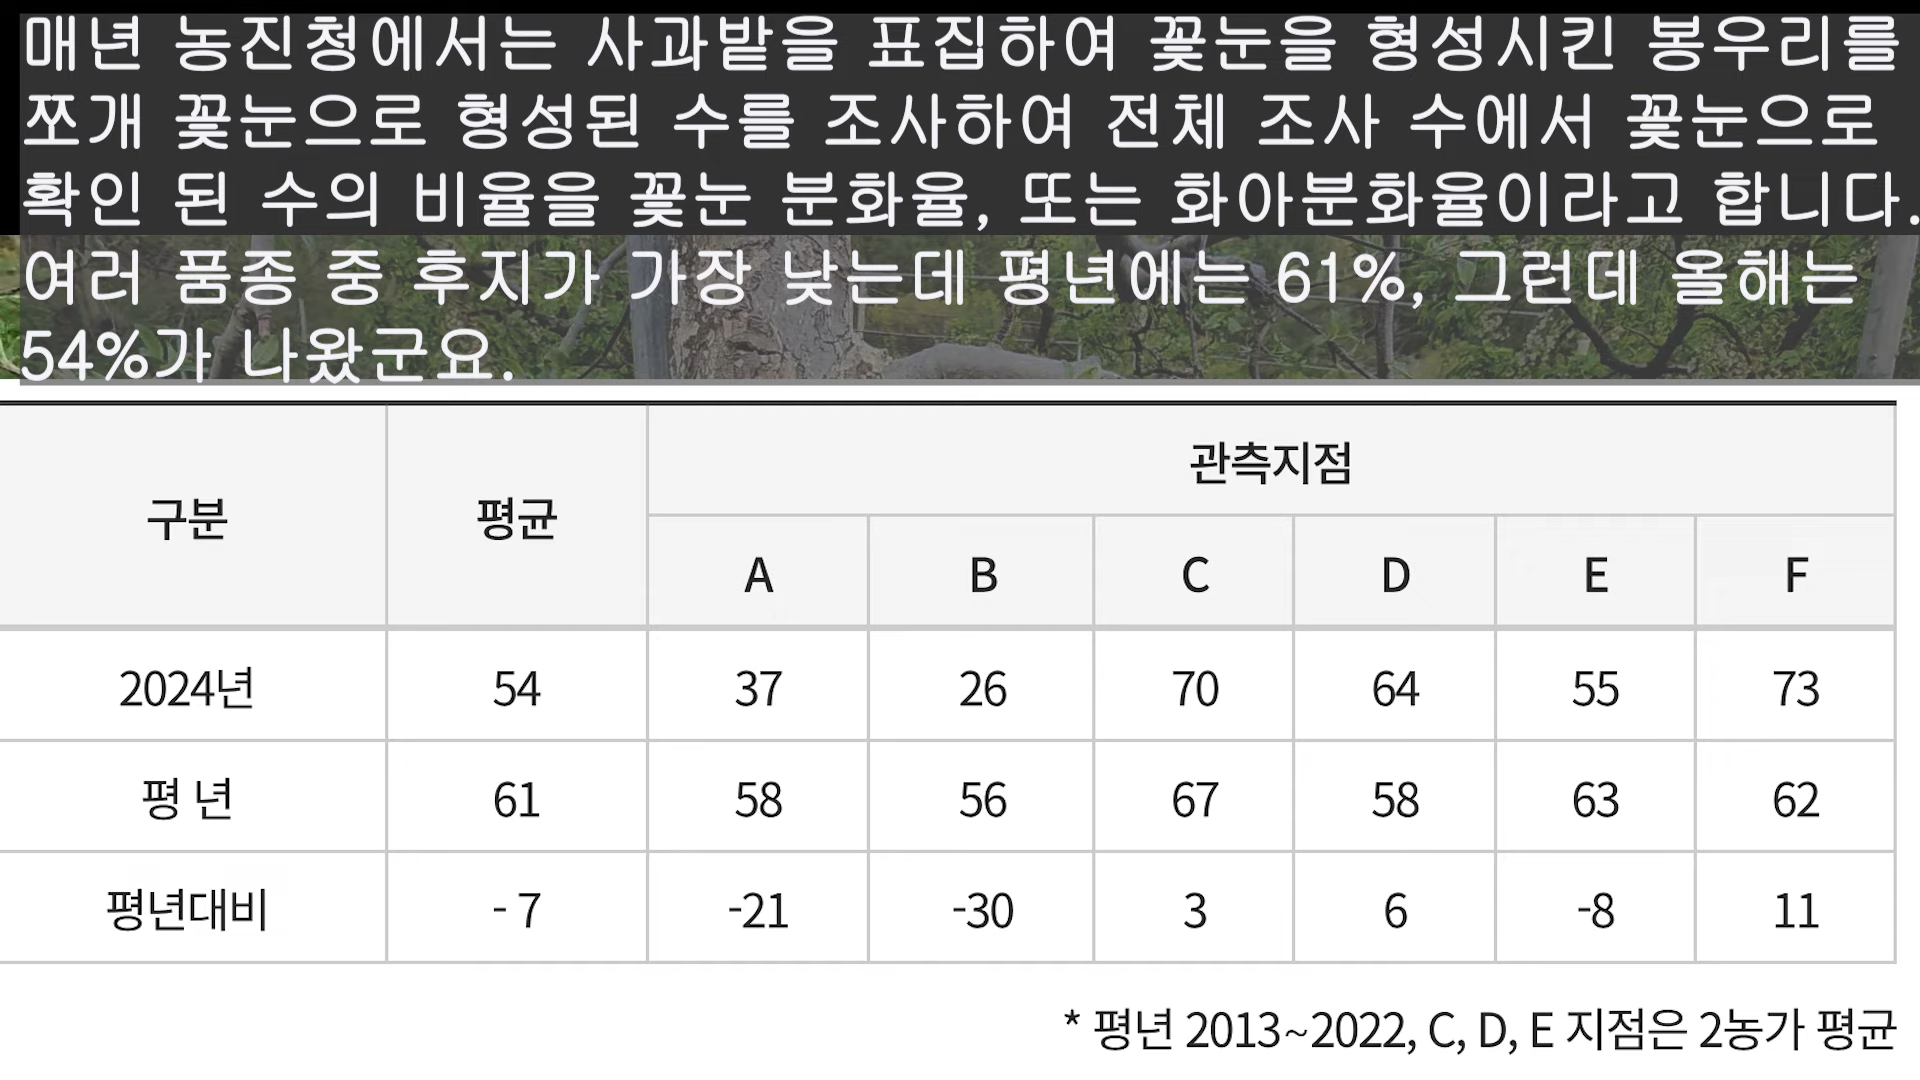 매년 농진청에서는 사과밭을 표집하여 꽃눈을 형성시킨 봉우리를
쪼개 꽃눈으로 형성된 수를 조사하여 전체 조사 수에서 꽃눈으로
확인 된 수의 비율을 꽃눈 분화율, 또는 화아분화율이라고 합니다.
여러 품종 중 후지가 가장 낮는데 평년에는 61%, 그런데 올해는
54%가 나왔군요.
관측지점
구분 평균
A B C D E F
2024년 54 37 26 70 64 55 73
평 년 61 58 56 67 58 63 62
평년대비 - 7 -21 -30 3 6 -8 11
* 평년 2013~2022, C, D, E 지점은 2농가 평균